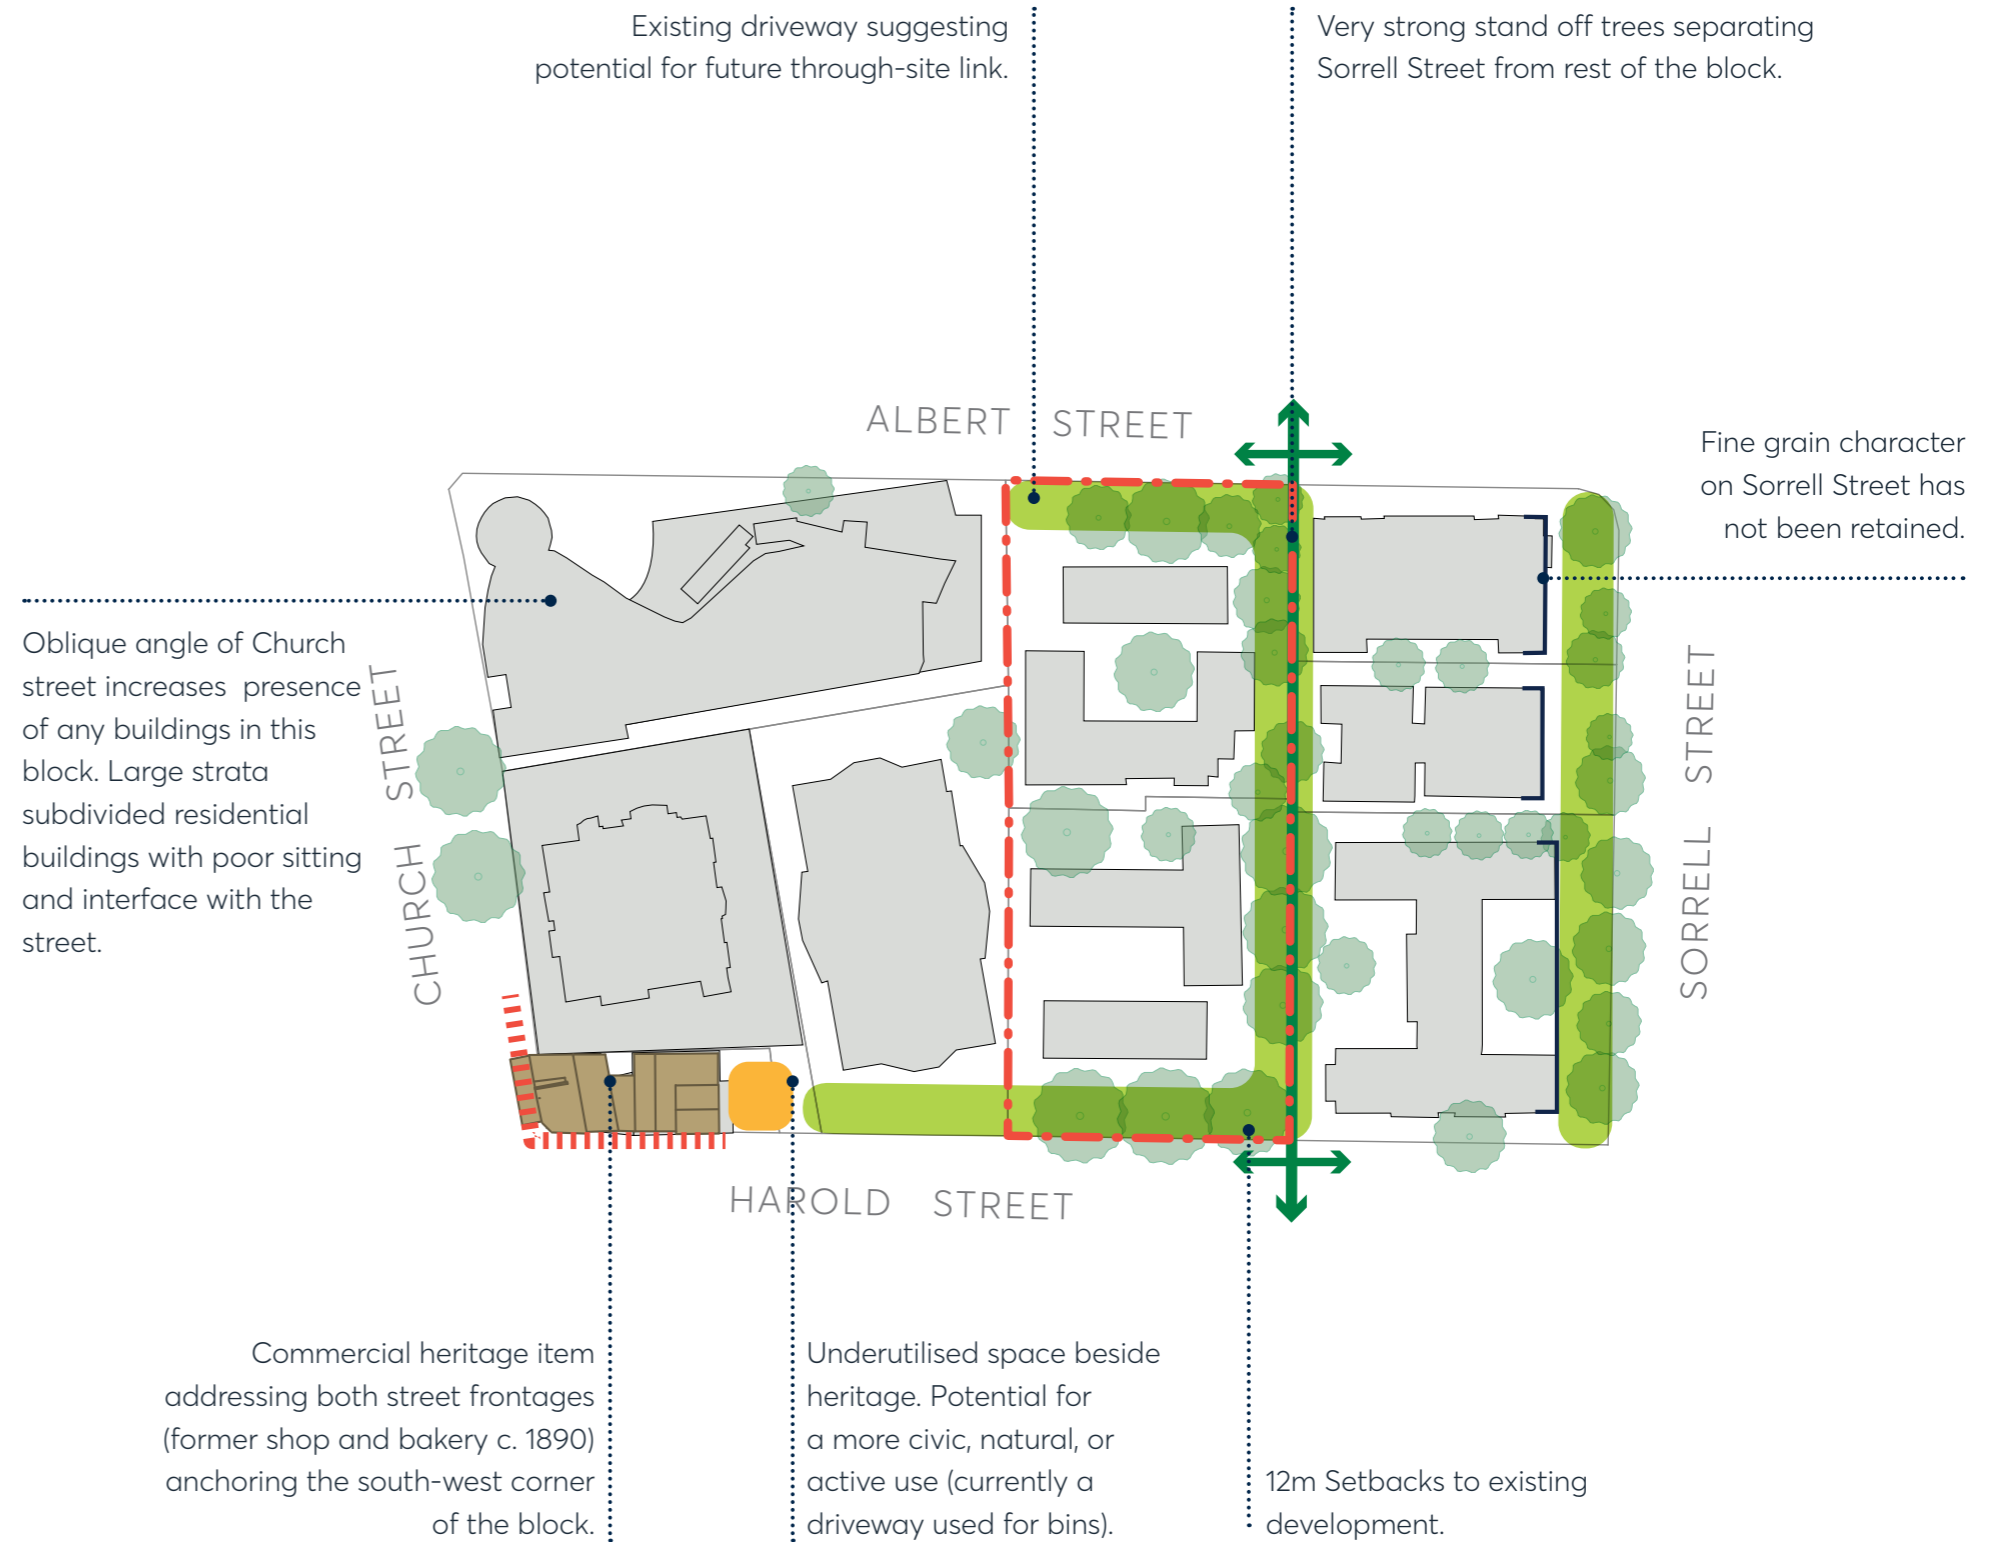 Existing driveway suggesting
potential for future through-site link.
Very strong stand off trees separating
Sorrell Street from rest of the block.
ALBERT STREET
Fine grain character
on Sorrell Street has
not been retained.
Oblique angle of Church
street increases  presence
of any buildings in this
block. Large strata
subdivided residential
buildings with poor sitting
and interface with the
street.
CHURCH STREET
SORRELL STREET
HAROLD STREET
Commercial heritage item
addressing both street frontages
(former shop and bakery c. 1890)
anchoring the south-west corner
of the block.
Underutilised space beside
heritage. Potential for
a more civic, natural, or
active use (currently a
driveway used for bins).
12m Setbacks to existing
development.